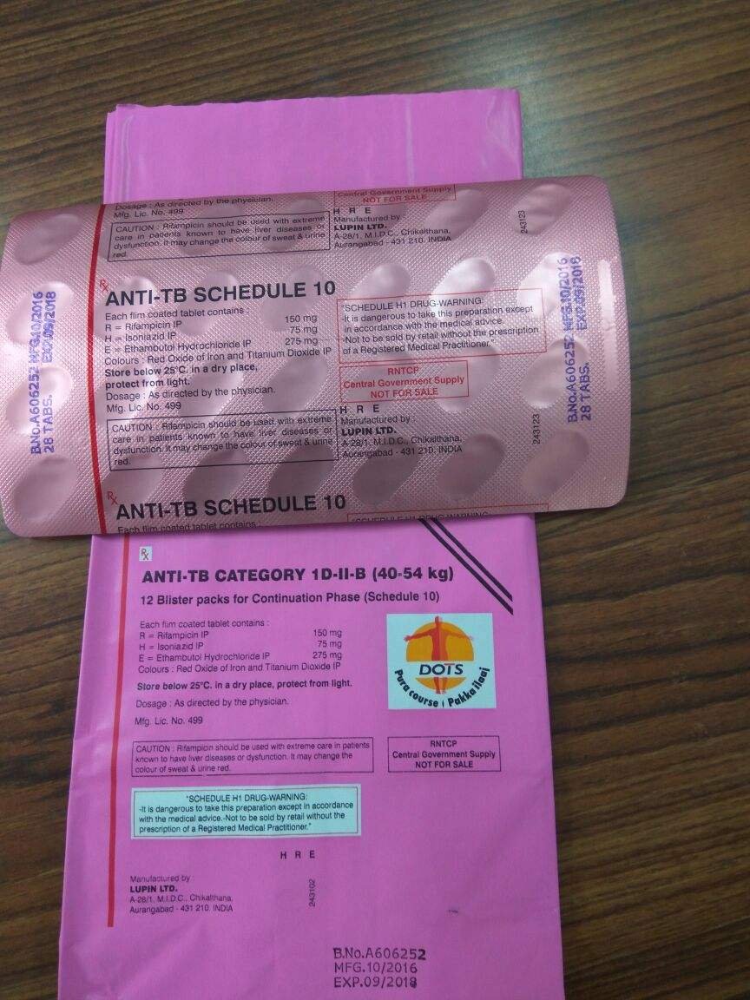 Dosage : As directed by the physician.
Mfg. Lic. No. 499
CAUTION : Rifampicin should be used with extreme
care in patients known to have liver diseases or
dysfunction. It may change the colour of sweat & urine
red.
Central Government Supply
NOT FOR SALE
H R E
Manufactured by :
LUPIN LTD.
A-28/1, M.I.D.C., Chikalthana,
Aurangabad - 431 210. INDIA
243123
B.No.A606252 MFG.10/2016
28 TABS. EXP.09/2018
Rx
ANTI-TB SCHEDULE 10
Each film coated tablet contains :
R = Rifampicin IP 150 mg
H = Isoniazid IP 75 mg
E = Ethambutol Hydrochloride IP 275 mg
Colours : Red Oxide of Iron and Titanium Dioxide IP
Store below 25°C. in a dry place,
protect from light.
Dosage : As directed by the physician.
Mfg. Lic. No. 499
CAUTION : Rifampicin should be used with extreme
care in patients known to have liver diseases or
dysfunction. It may change the colour of sweat & urine
red.
"SCHEDULE H1 DRUG-WARNING:
-It is dangerous to take this preparation except
in accordance with the medical advice.
-Not to be sold by retail without the prescription
of a Registered Medical Practitioner."
RNTCP
Central Government Supply
NOT FOR SALE
H R E
Manufactured by :
LUPIN LTD.
A-28/1, M.I.D.C., Chikalthana,
Aurangabad - 431 210. INDIA
243123
B.No.A606252 MFG.10/2016
28 TABS. EXP.09/2018
Rx
ANTI-TB SCHEDULE 10
Each film coated tablet contains :
"SCHEDULE H1 DRUG-WARNING:
Rx
ANTI-TB CATEGORY 1D-II-B (40-54 kg)
12 Blister packs for Continuation Phase (Schedule 10)
Each film coated tablet contains :
R = Rifampicin IP 150 mg
H = Isoniazid IP 75 mg
E = Ethambutol Hydrochloride IP 275 mg
Colours : Red Oxide of Iron and Titanium Dioxide IP
Store below 25°C. in a dry place, protect from light.
Dosage : As directed by the physician.
Mfg. Lic. No. 499
DOTS
Pura course, Pakka ilaaj
CAUTION : Rifampicin should be used with extreme care in patients
known to have liver diseases or dysfunction. It may change the
colour of sweat & urine red.
RNTCP
Central Government Supply
NOT FOR SALE
"SCHEDULE H1 DRUG-WARNING:
-It is dangerous to take this preparation except in accordance
with the medical advice.-Not to be sold by retail without the
prescription of a Registered Medical Practitioner."
H R E
Manufactured by :
LUPIN LTD.
A-28/1, M.I.D.C., Chikalthana,
Aurangabad - 431 210. INDIA
243102
B.No.A606252
MFG.10/2016
EXP.09/2018